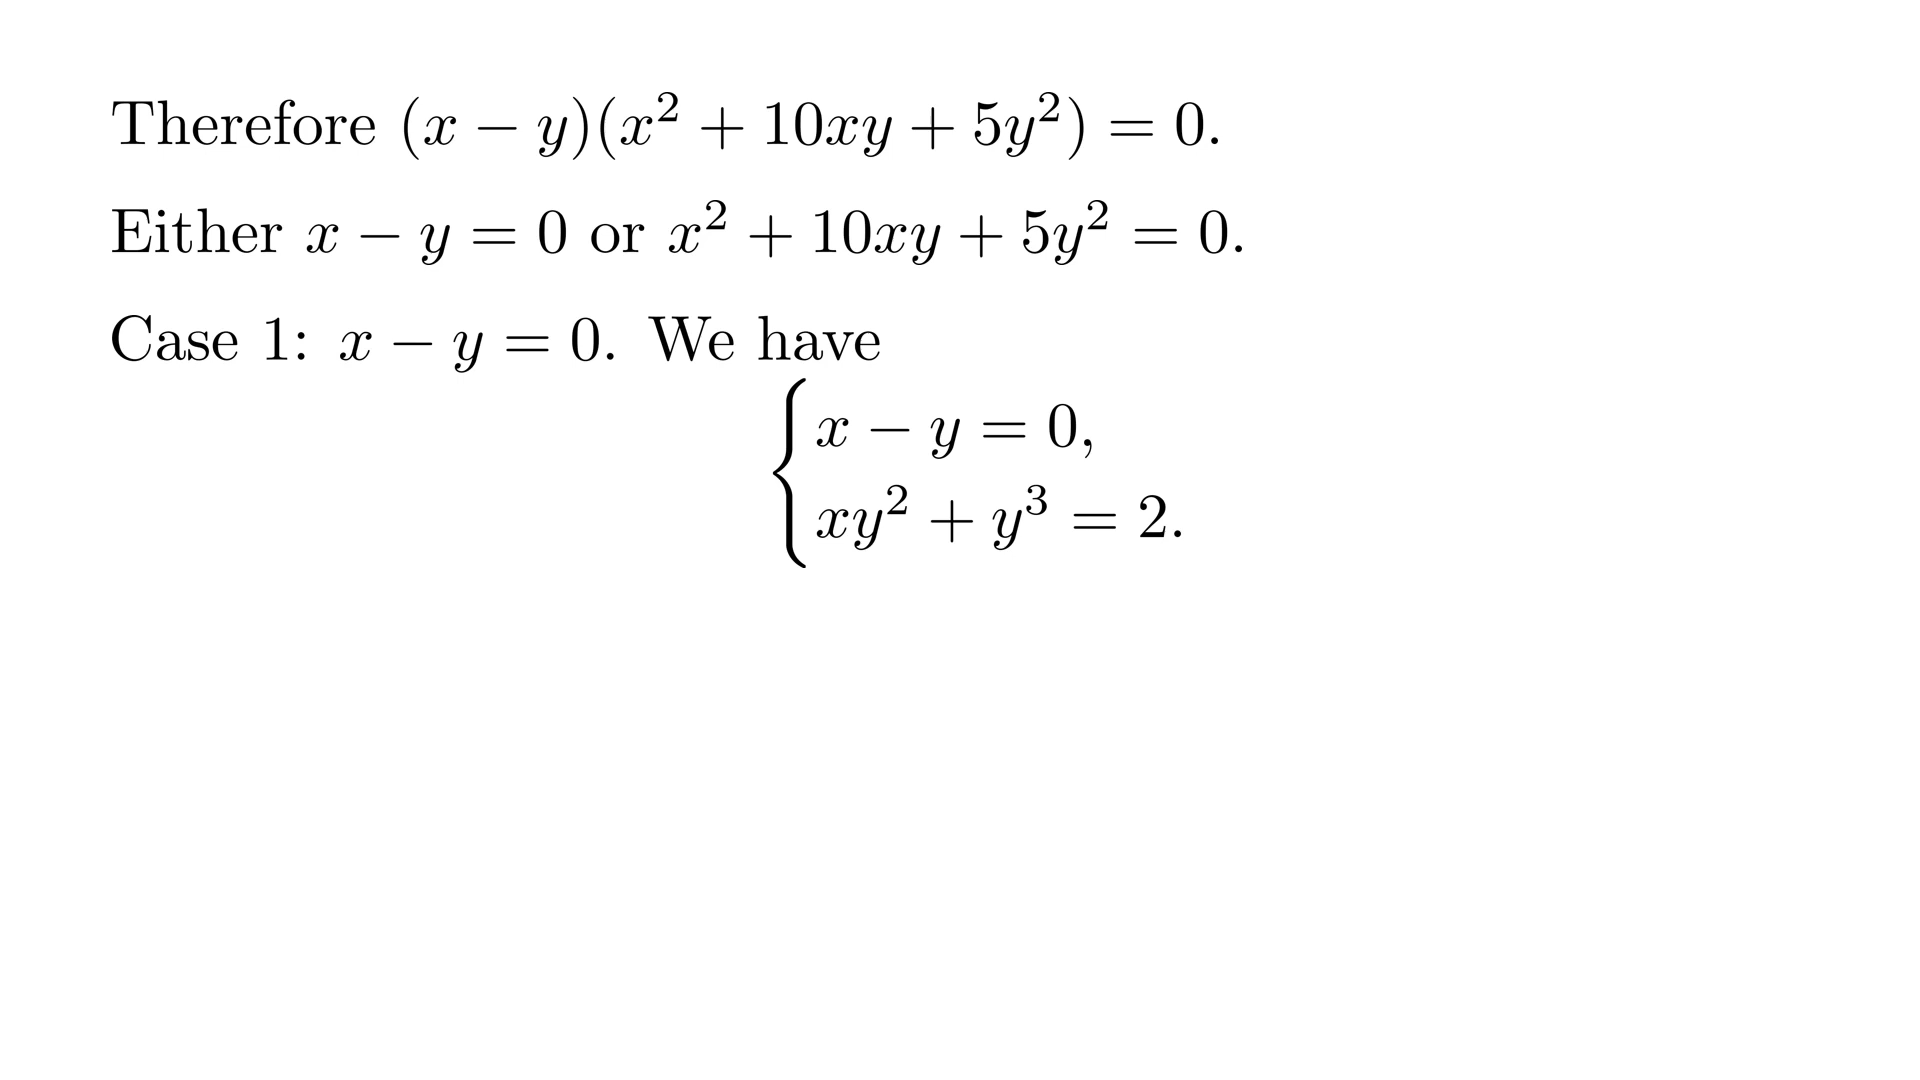 Therefore (x − y)(x² + 10xy + 5y²) = 0.
Either x − y = 0 or x² + 10xy + 5y² = 0.
Case 1: x − y = 0. We have
x − y = 0,
xy² + y³ = 2.